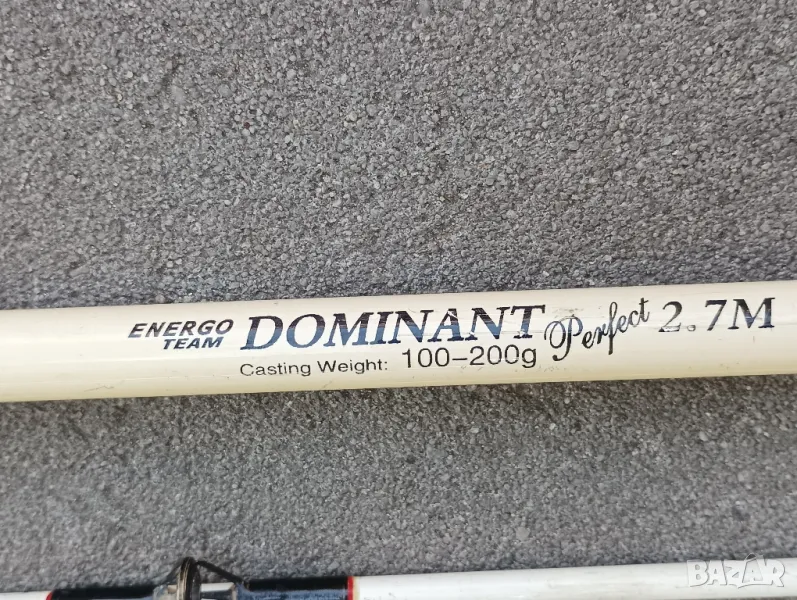 ENERGO TEAM DOMINANT Perfect 2.7M
Casting Weight: 100-200g
BAZAR